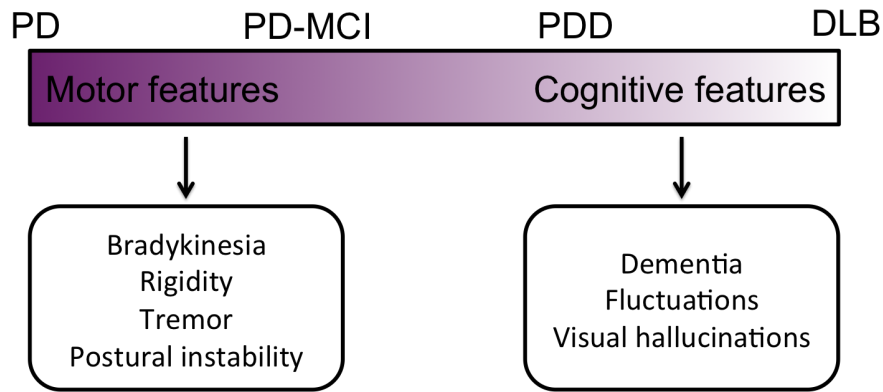 PD PD-MCI PDD DLB
Motor features Cognitive features
Bradykinesia
Rigidity
Tremor
Postural instability
Dementia
Fluctuations
Visual hallucinations